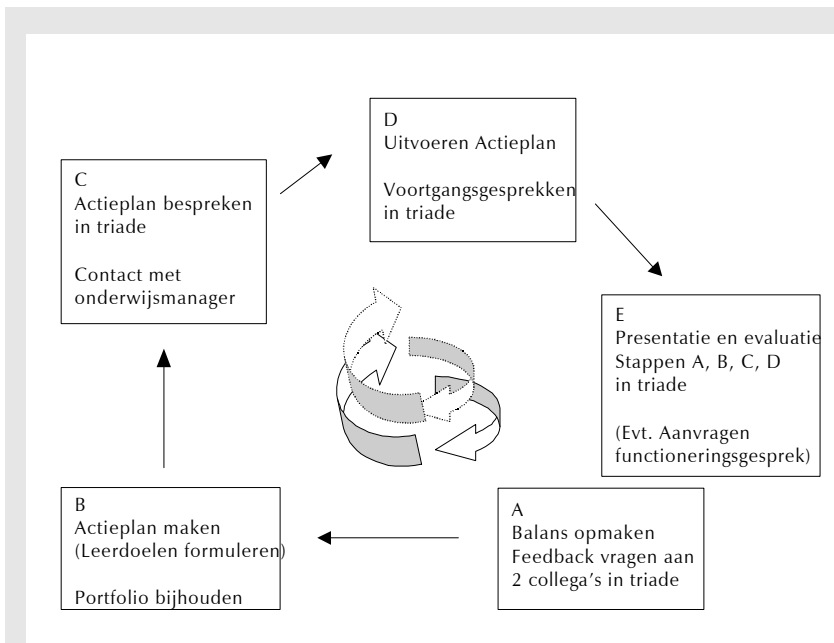 D
Uitvoeren Actieplan
Voortgangsgesprekken
in triade
C
Actieplan bespreken
in triade
Contact met
onderwijsmanager
E
Presentatie en evaluatie
Stappen A, B, C, D
in triade
(Evt. Aanvragen
functioneringsgesprek)
B
Actieplan maken
(Leerdoelen formuleren)
Portfolio bijhouden
A
Balans opmaken
Feedback vragen aan
2 collega's in triade